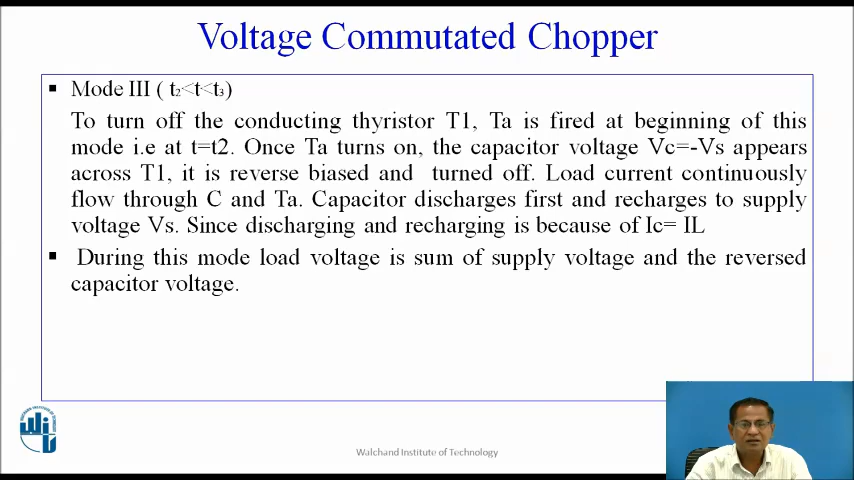 Voltage Commutated Chopper
▪ Mode III ( t₂<t<t₃)
To turn off the conducting thyristor T1, Ta is fired at beginning of this
mode i.e at t=t2. Once Ta turns on, the capacitor voltage Vc=-Vs appears
across T1, it is reverse biased and turned off. Load current continuously
flow through C and Ta. Capacitor discharges first and recharges to supply
voltage Vs. Since discharging and recharging is because of Ic= IL
▪ During this mode load voltage is sum of supply voltage and the reversed
capacitor voltage.
Walchand Institute of Technology